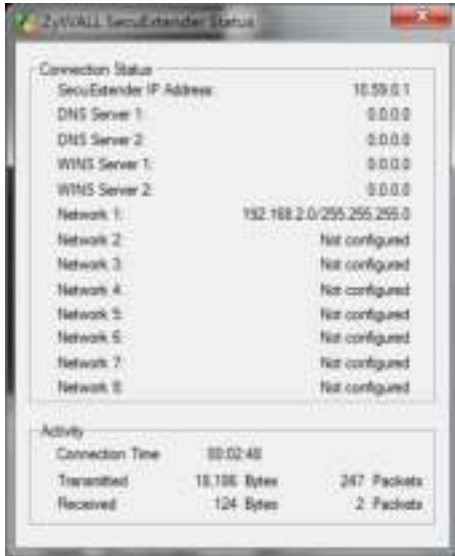 ZyWALL SecuExtender Status
Connection Status
SecuExtender IP Address: 10.59.0.1
DNS Server 1: 0.0.0.0
DNS Server 2: 0.0.0.0
WINS Server 1: 0.0.0.0
WINS Server 2: 0.0.0.0
Network 1: 192.168.2.0/255.255.255.0
Network 2: Not configured
Network 3: Not configured
Network 4: Not configured
Network 5: Not configured
Network 6: Not configured
Network 7: Not configured
Network 8: Not configured
Activity
Connection Time 00:02:48
Transmitted Bytes 247 Packets
Received 124 Bytes 2 Packets